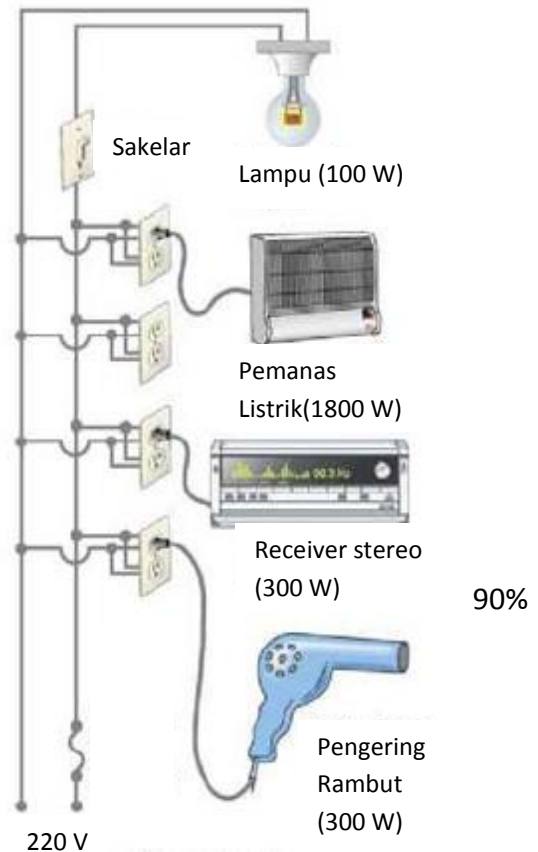 Sakelar
Lampu (100 W)
Pemanas
Listrik(1800 W)
Receiver stereo
(300 W)
90%
Pengering
Rambut
(300 W)
220 V